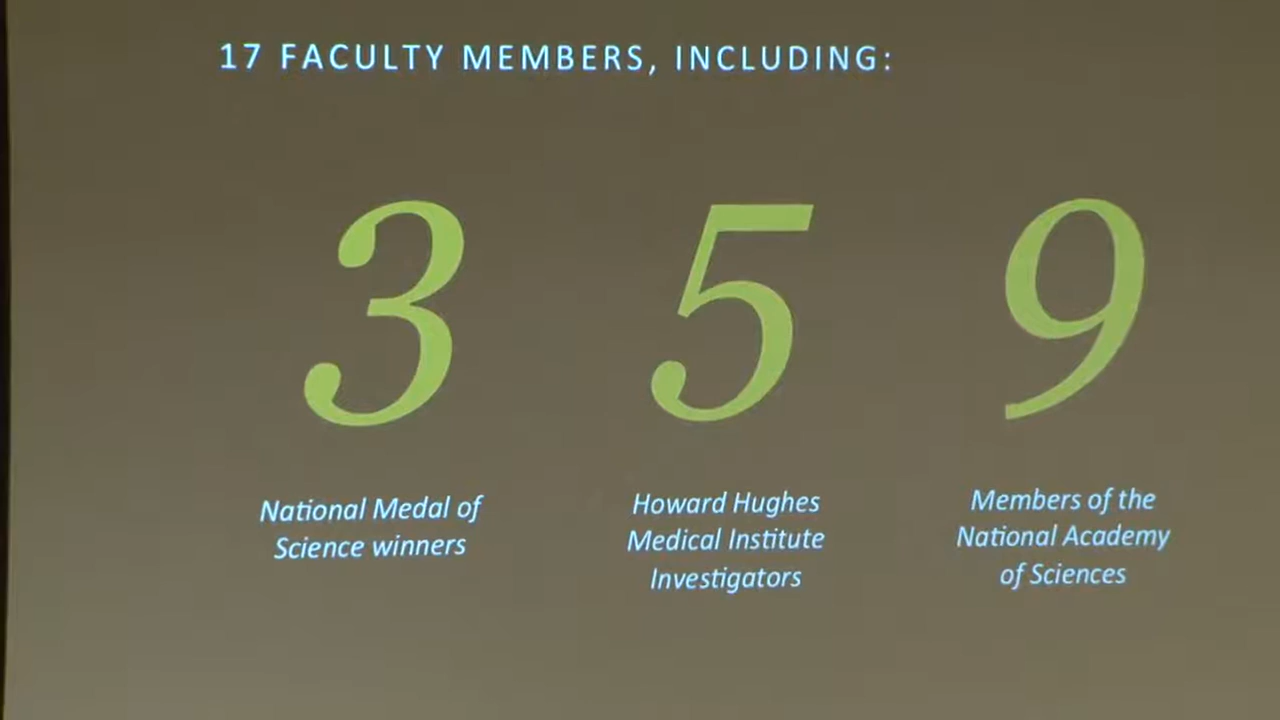 17 FACULTY MEMBERS, INCLUDING:
3
5
9
National Medal of
Science winners
Howard Hughes
Medical Institute
Investigators
Members of the
National Academy
of Sciences